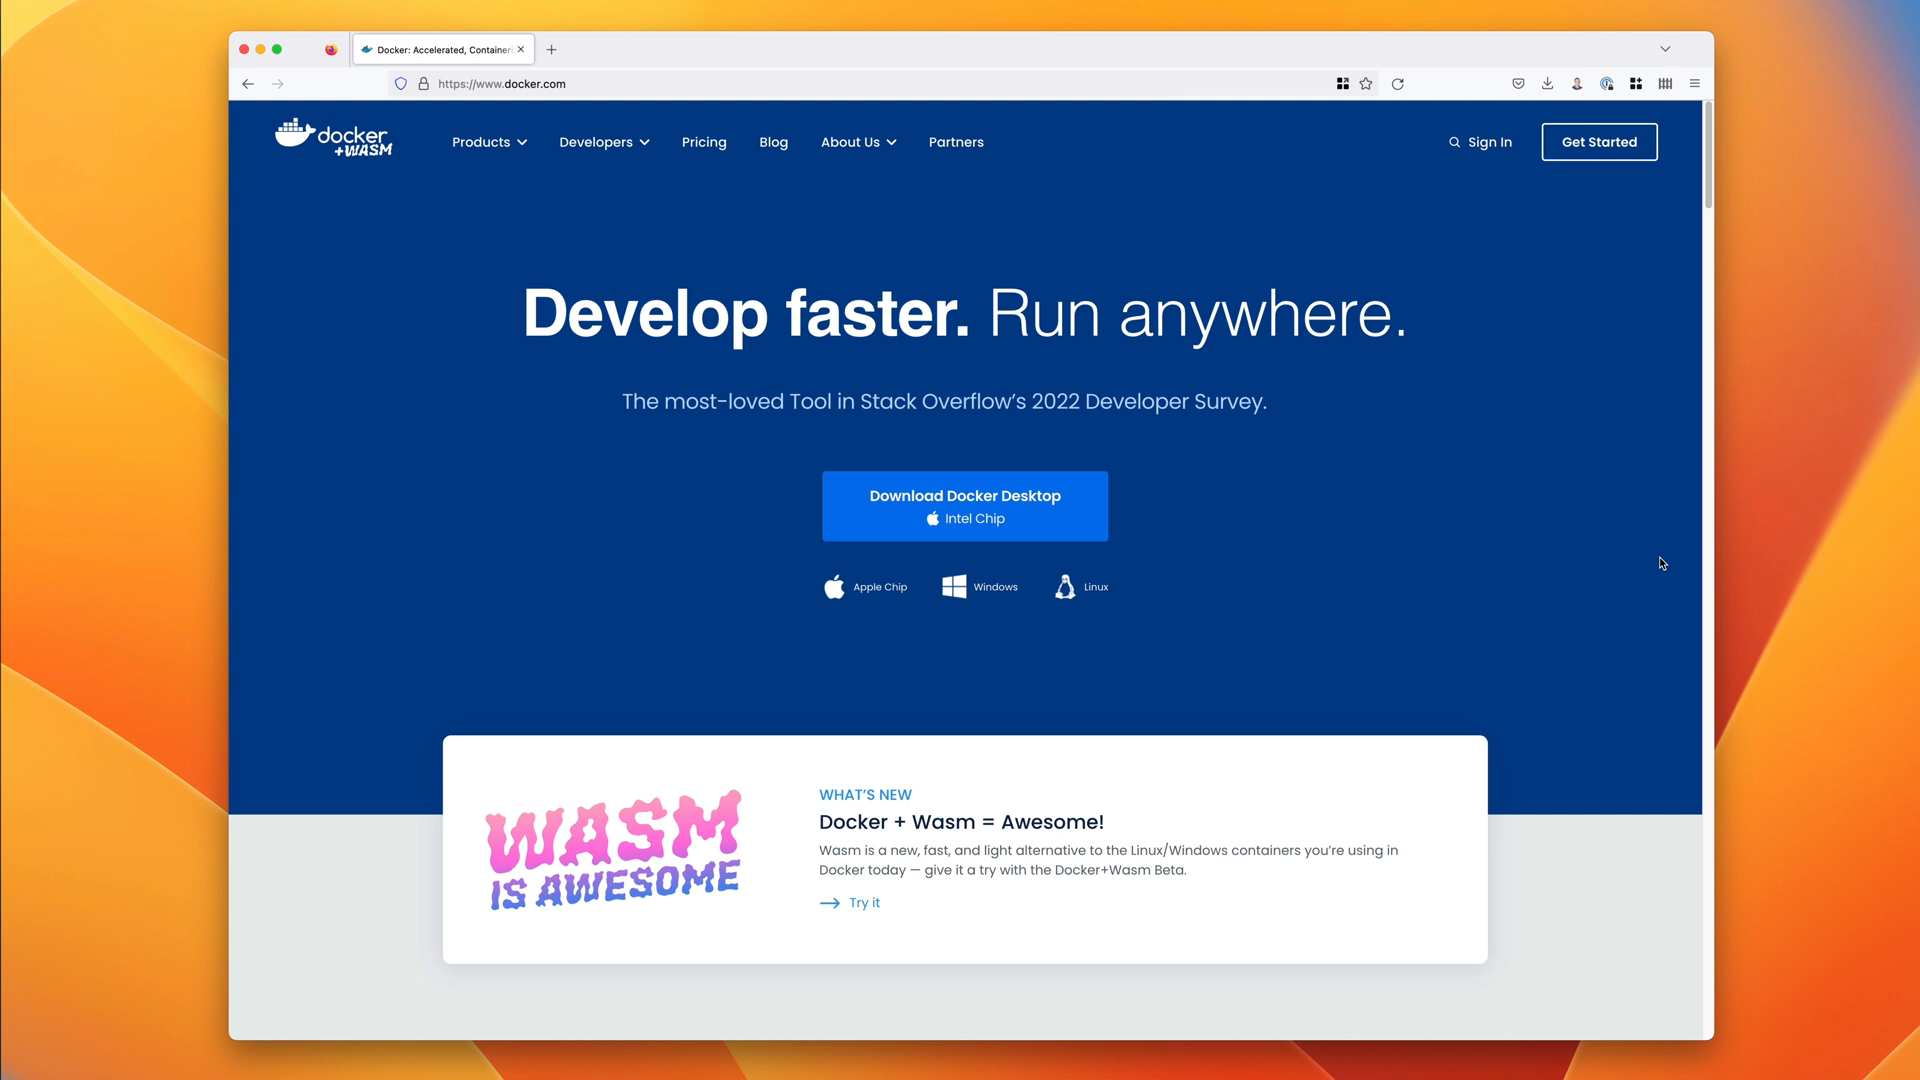 Docker: Accelerated, Container
https://www.docker.com
docker
+WASM
Products
Developers
Pricing
Blog
About Us
Partners
Sign In
Get Started
Develop faster. Run anywhere.
The most-loved Tool in Stack Overflow’s 2022 Developer Survey.
Download Docker Desktop
Intel Chip
Apple Chip
Windows
Linux
WASM
IS AWESOME
WHAT’S NEW
Docker + Wasm = Awesome!
Wasm is a new, fast, and light alternative to the Linux/Windows containers you’re using in
Docker today — give it a try with the Docker+Wasm Beta.
Try it